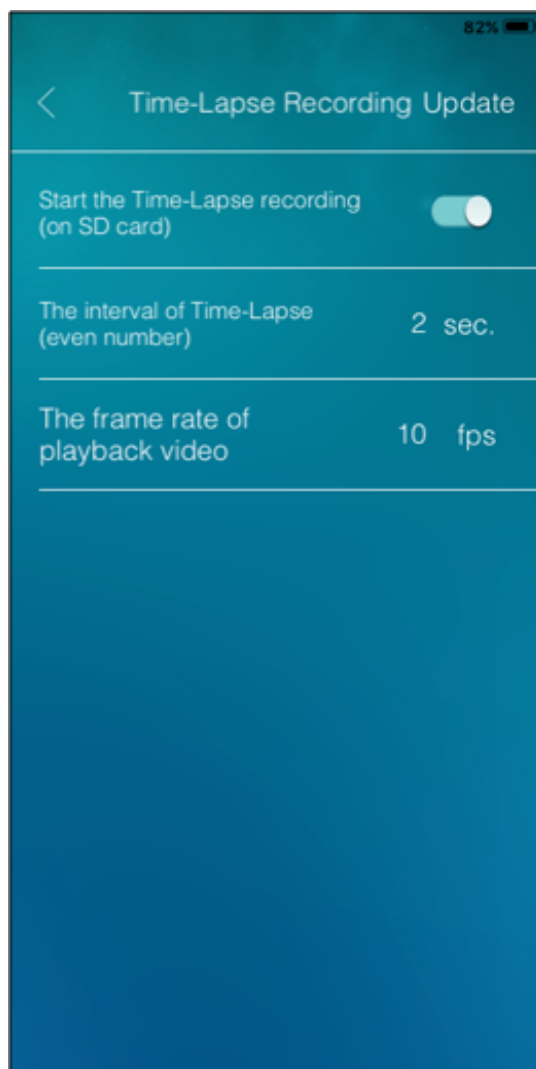 82%
Time-Lapse Recording Update
Start the Time-Lapse recording
(on SD card)
The interval of Time-Lapse
(even number)
2 sec.
The frame rate of
playback video
10 fps